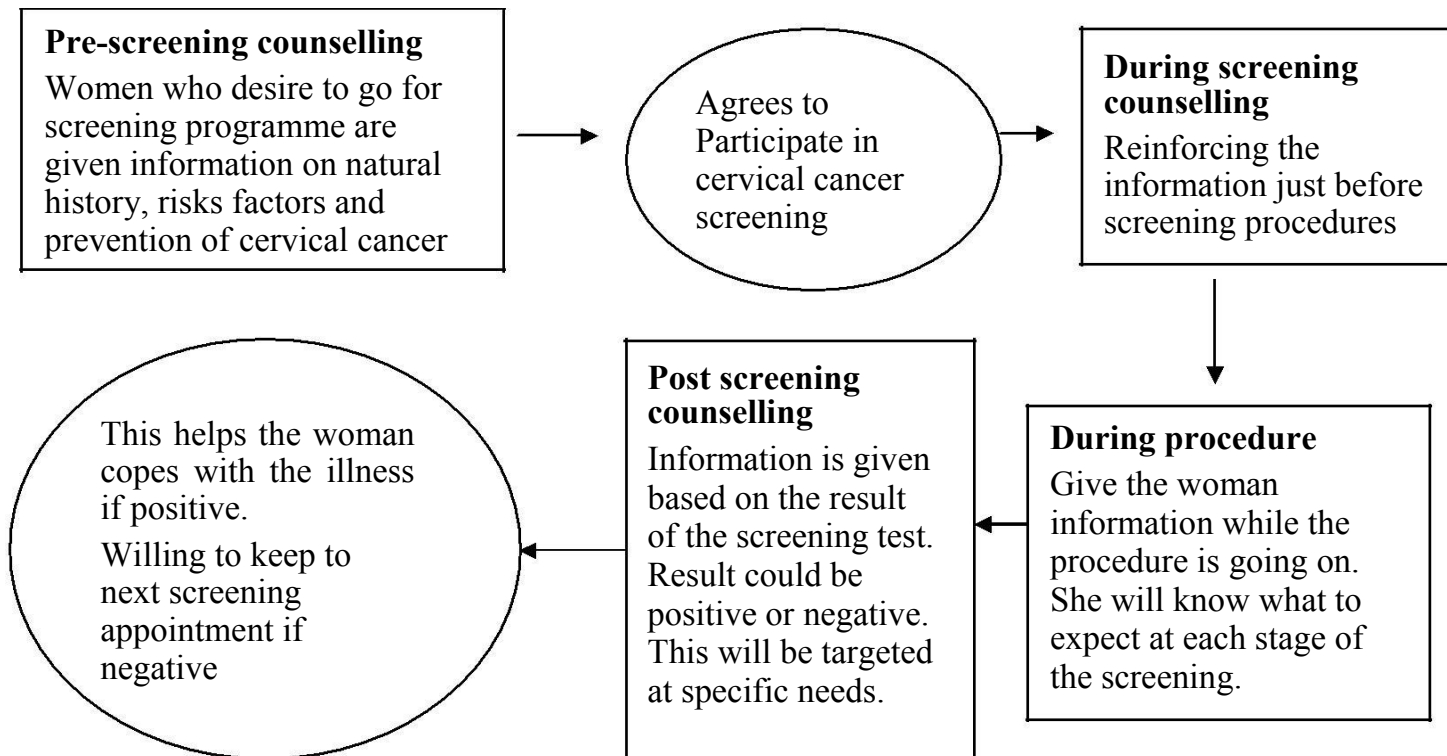 Pre-screening counselling
Women who desire to go for
screening programme are
given information on natural
history, risks factors and
prevention of cervical cancer
Agrees to
Participate in
cervical cancer
screening
During screening
counselling
Reinforcing the
information just before
screening procedures
During procedure
Give the woman
information while the
procedure is going on.
She will know what to
expect at each stage of
the screening.
Post screening
counselling
Information is given
based on the result
of the screening test.
Result could be
positive or negative.
This will be targeted
at specific needs.
This helps the woman
copes with the illness
if positive.
Willing to keep to
next screening
appointment if
negative